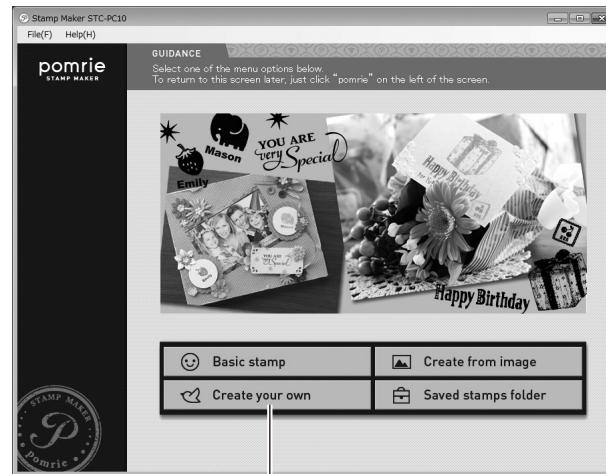 Stamp Maker STC-PC10
File(F) Help(H)
pomrie
STAMP MAKER
GUIDANCE
Select one of the menu options below.
To return to this screen later, just click “pomrie” on the left of the screen.
Mason
Emily
YOU ARE
very Special
Happy Birthday
Happy Birthday
Basic stamp
Create from image
Create your own
Saved stamps folder
STAMP MAKER
P
Pomrie